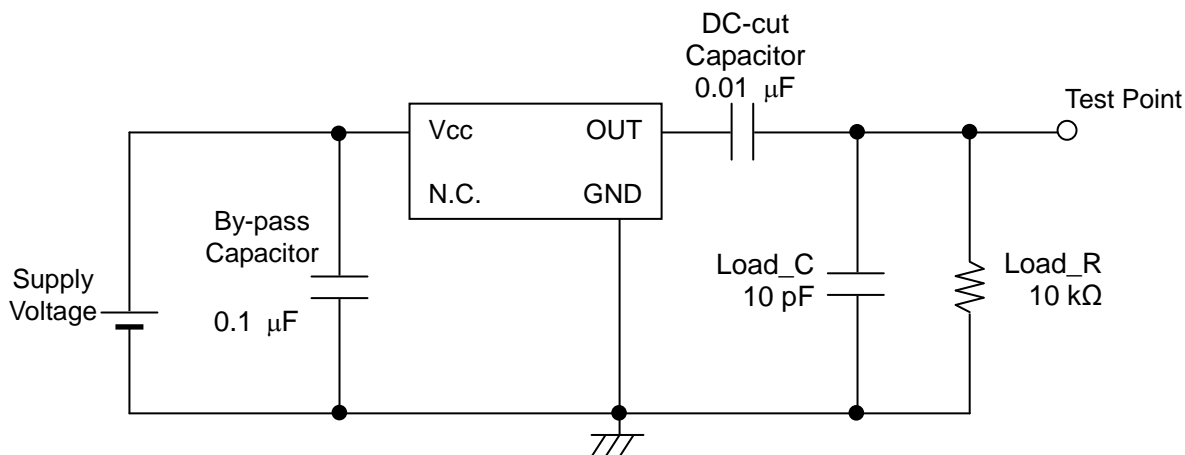 DC-cut
Capacitor
0.01 μF
Test Point
Vcc
OUT
N.C.
GND
By-pass
Capacitor
0.1 μF
Supply
Voltage
Load_C
10 pF
Load_R
10 kΩ